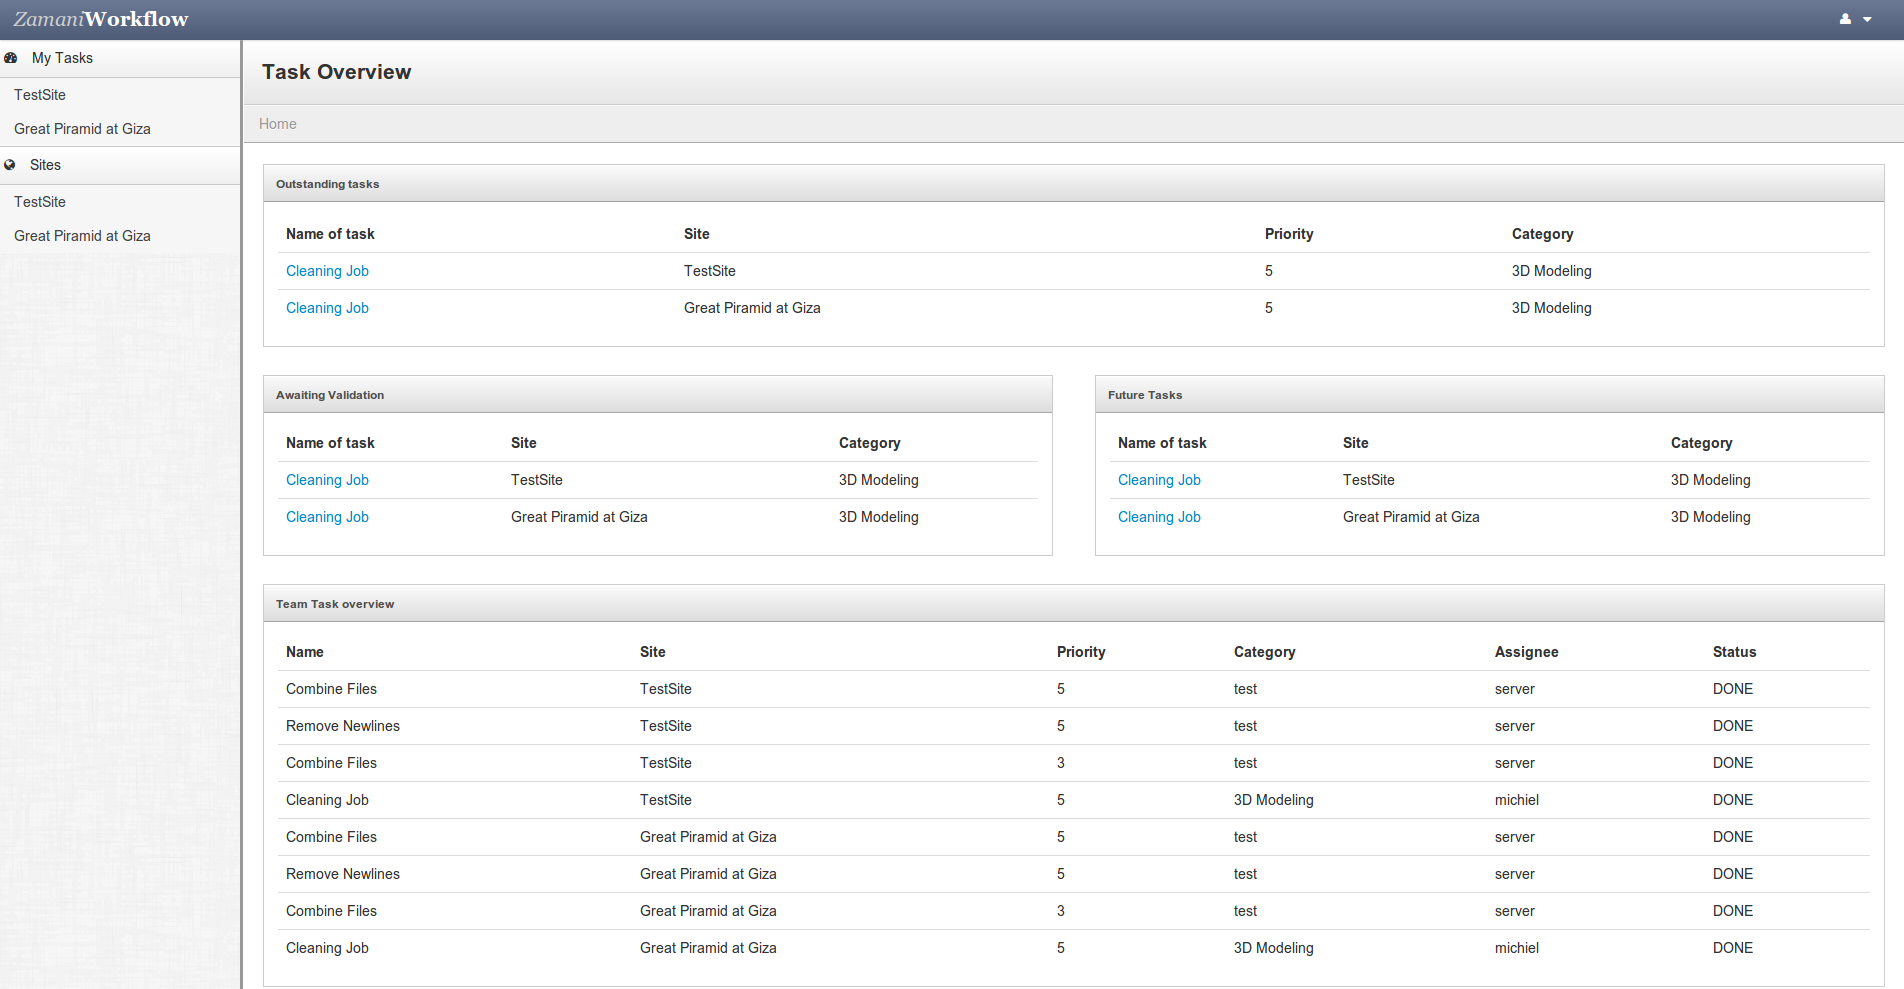 ZamaniWorkflow
My Tasks
TestSite
Great Piramid at Giza
Sites
TestSite
Great Piramid at Giza
Task Overview
Home
Outstanding tasks
Name of task Site Priority Category
Cleaning Job TestSite 5 3D Modeling
Cleaning Job Great Piramid at Giza 5 3D Modeling
Awaiting Validation
Name of task Site Category
Cleaning Job TestSite 3D Modeling
Cleaning Job Great Piramid at Giza 3D Modeling
Future Tasks
Name of task Site Category
Cleaning Job TestSite 3D Modeling
Cleaning Job Great Piramid at Giza 3D Modeling
Team Task overview
Name Site Priority Category Assignee Status
Combine Files TestSite 5 test server DONE
Remove Newlines TestSite 5 test server DONE
Combine Files TestSite 3 test server DONE
Cleaning Job TestSite 5 3D Modeling michiel DONE
Combine Files Great Piramid at Giza 5 test server DONE
Remove Newlines Great Piramid at Giza 5 test server DONE
Combine Files Great Piramid at Giza 3 test server DONE
Cleaning Job Great Piramid at Giza 5 3D Modeling michiel DONE